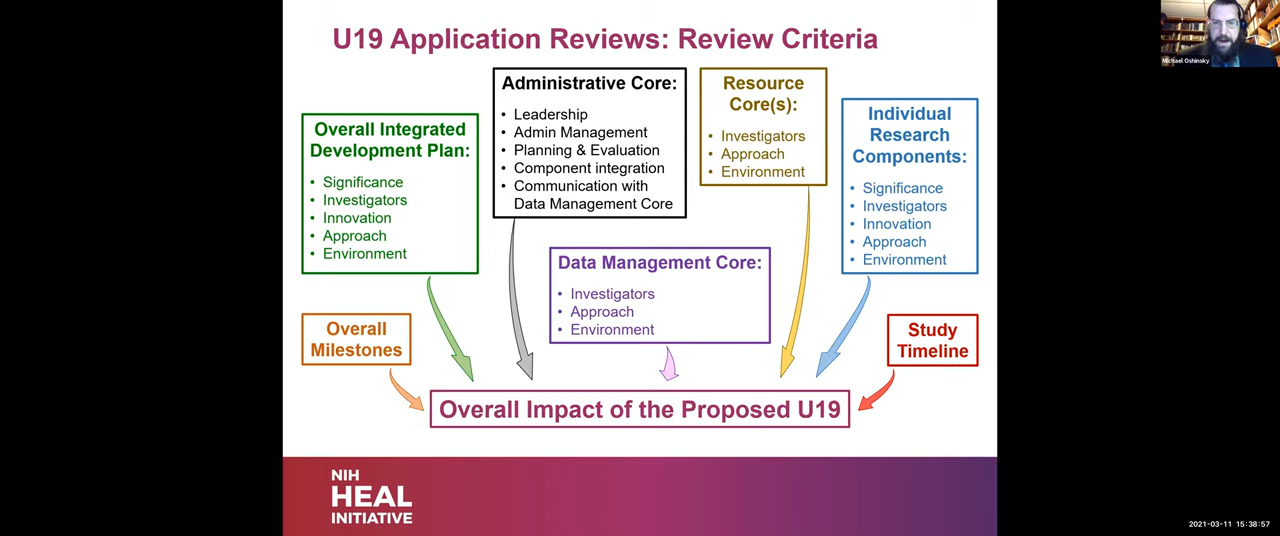 U19 Application Reviews: Review Criteria
Michael Oshinsky
Overall Integrated
Development Plan:
• Significance
• Investigators
• Innovation
• Approach
• Environment
Administrative Core:
• Leadership
• Admin Management
• Planning & Evaluation
• Component integration
• Communication with
Data Management Core
Resource
Core(s):
• Investigators
• Approach
• Environment
Individual
Research
Components:
• Significance
• Investigators
• Innovation
• Approach
• Environment
Data Management Core:
• Investigators
• Approach
• Environment
Overall
Milestones
Study
Timeline
Overall Impact of the Proposed U19
NIH
HEAL
INITIATIVE
2021-03-11 15:38:57